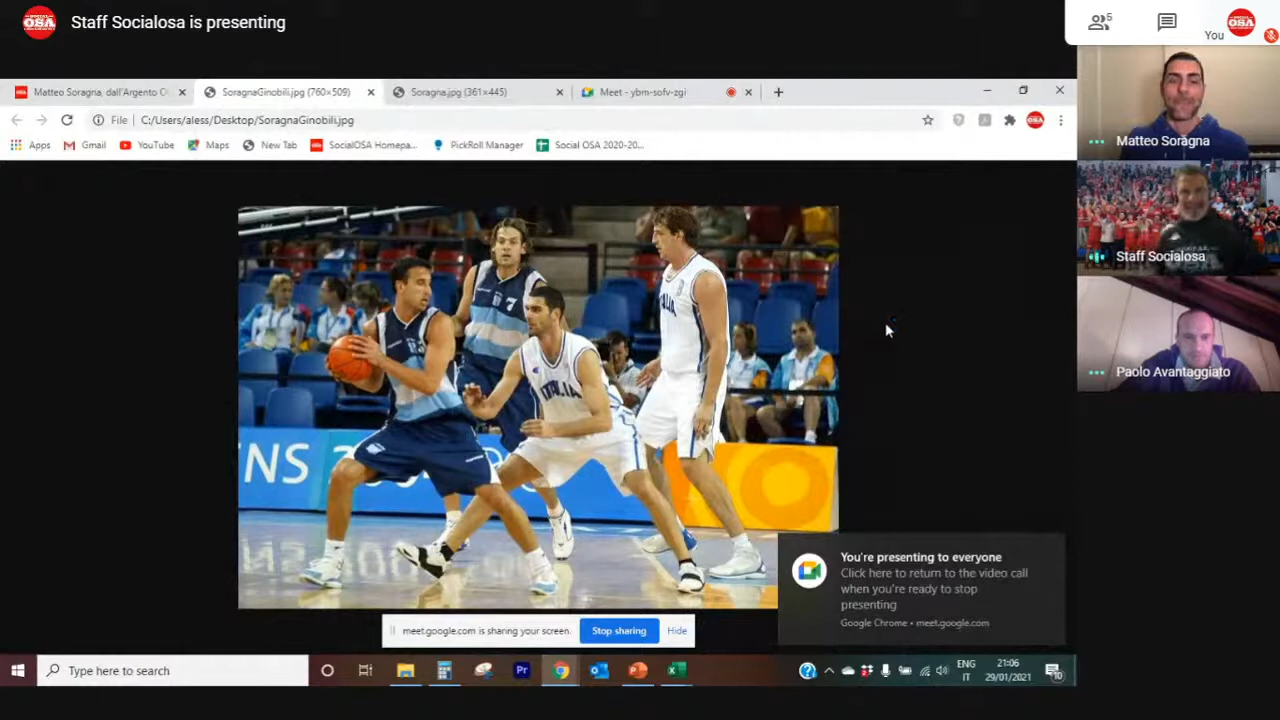 Staff Socialosa is presenting
5
You
Matteo Soragna, dall'Argento O
SoragnaGinobili.jpg (760×509)
Soragna.jpg (361×445)
Meet - ybm-sofv-zgi
File
C:/Users/aless/Desktop/SoragnaGinobili.jpg
Apps
Gmail
YouTube
Maps
New Tab
SocialOSA Homepa...
PickRoll Manager
Social OSA 2020-20...
Matteo Soragna
Staff Socialosa
Paolo Avantaggiato
7
ITALIA
ENS 2
You're presenting to everyone
Click here to return to the video call
when you're ready to stop
presenting
Google Chrome • meet.google.com
meet.google.com is sharing your screen.
Stop sharing
Hide
Type here to search
Pr
ENG
IT
21:06
29/01/2021
10